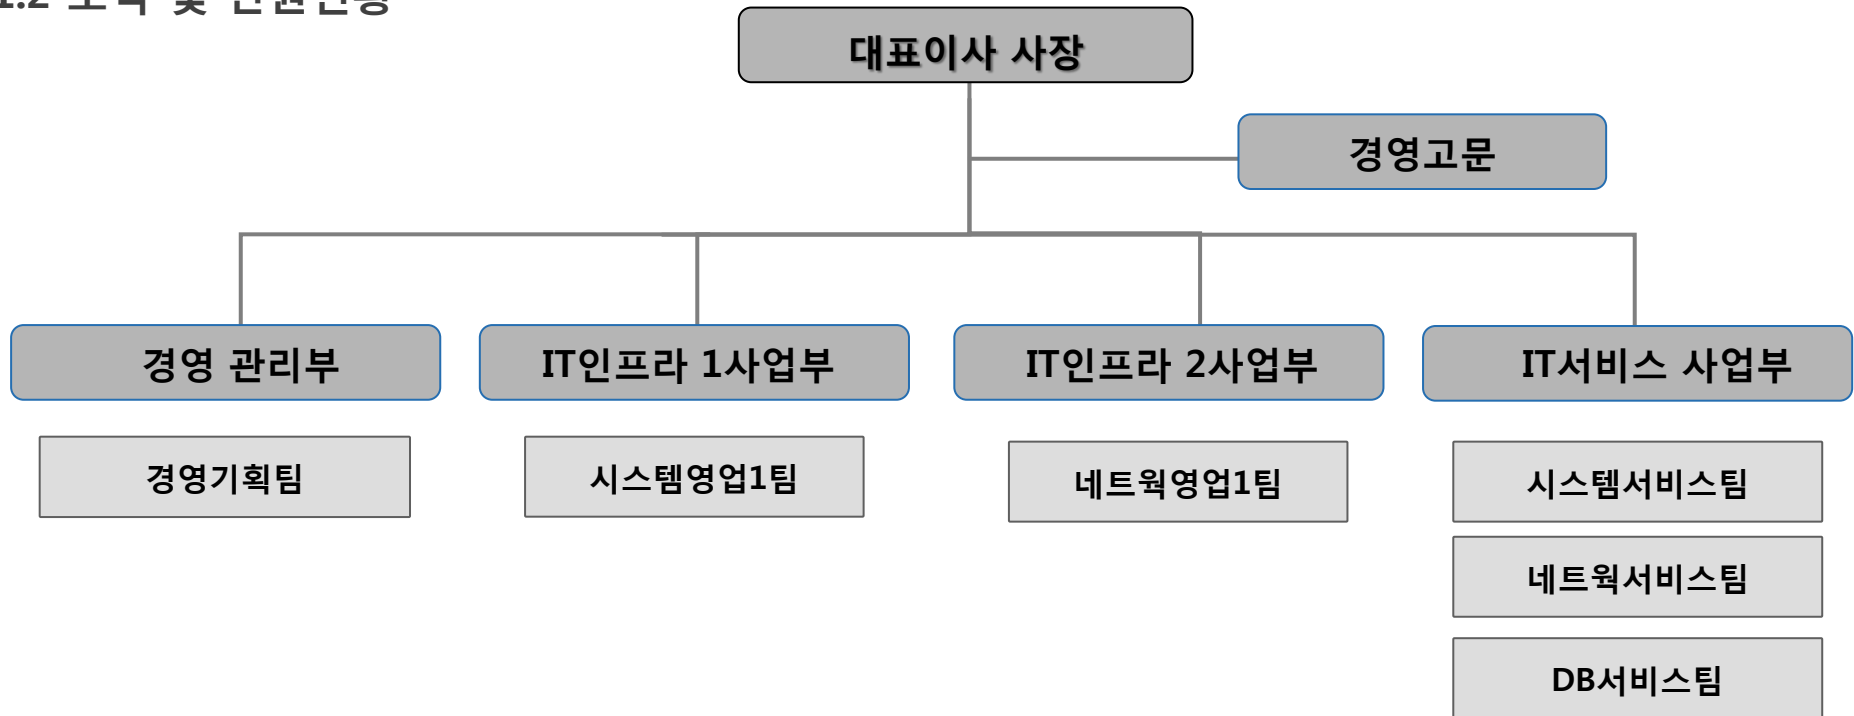 대표이사 사장
경영고문
경영 관리부
IT인프라 1사업부
IT인프라 2사업부
IT서비스 사업부
경영기획팀
시스템영업1팀
네트웍영업1팀
시스템서비스팀
네트웍서비스팀
DB서비스팀